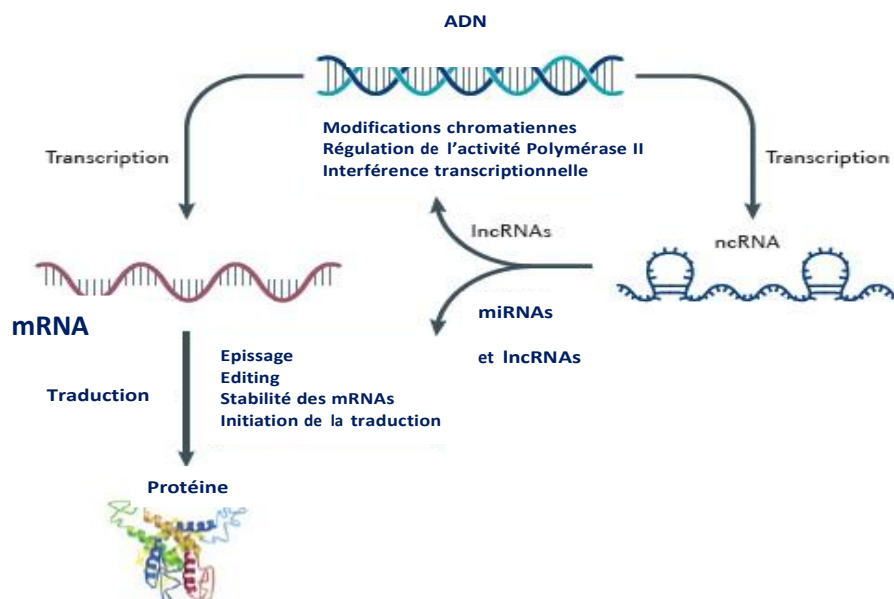 ADN
Modifications chromatiennes
Régulation de l'activité Polymérase II
Interférence transcriptionnelle
Transcription
Transcription
lncRNAs
ncRNA
mRNA
miRNAs
et lncRNAs
Epissage
Editing
Stabilité des mRNAs
Initiation de la traduction
Traduction
Protéine